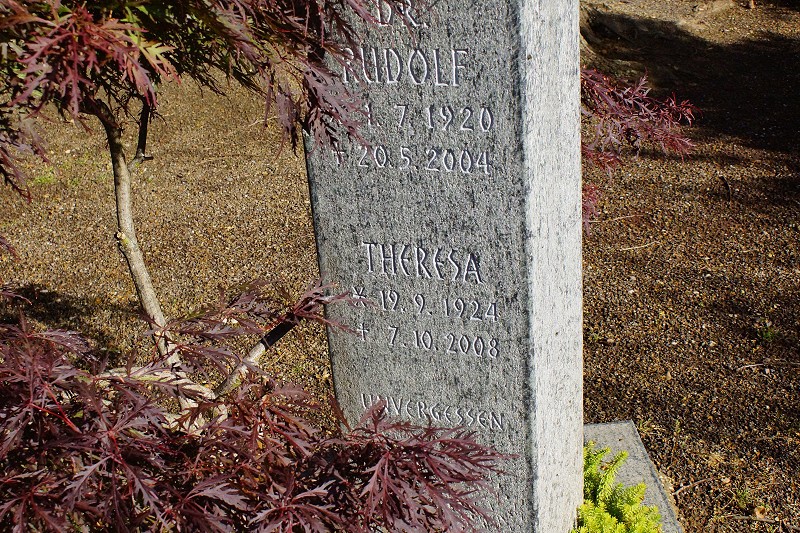 DR.
RUDOLF
1. 7. 1920
† 20. 5. 2004
THERESA
* 19. 9. 1924
† 7. 10. 2008
UNVERGESSEN